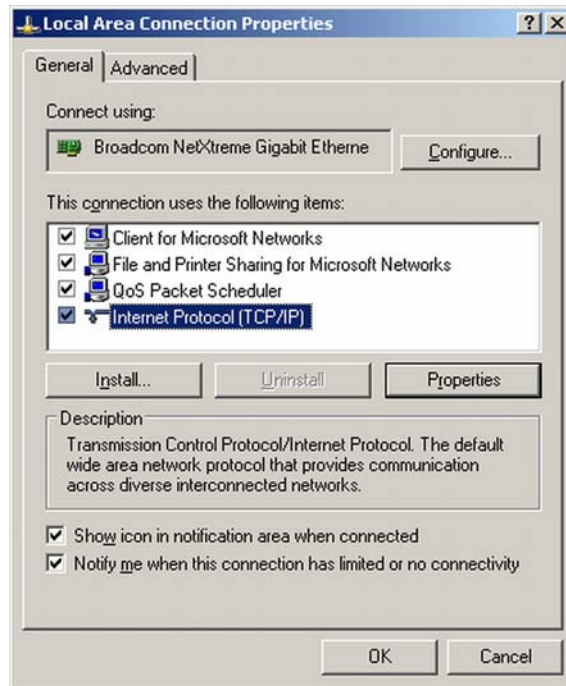 Local Area Connection Properties
General
Advanced
Connect using:
Broadcom NetXtreme Gigabit Etherne
Configure...
This connection uses the following items:
Client for Microsoft Networks
File and Printer Sharing for Microsoft Networks
QoS Packet Scheduler
Internet Protocol (TCP/IP)
Install...
Uninstall
Properties
Description
Transmission Control Protocol/Internet Protocol. The default
wide area network protocol that provides communication
across diverse interconnected networks.
Show icon in notification area when connected
Notify me when this connection has limited or no connectivity
OK
Cancel